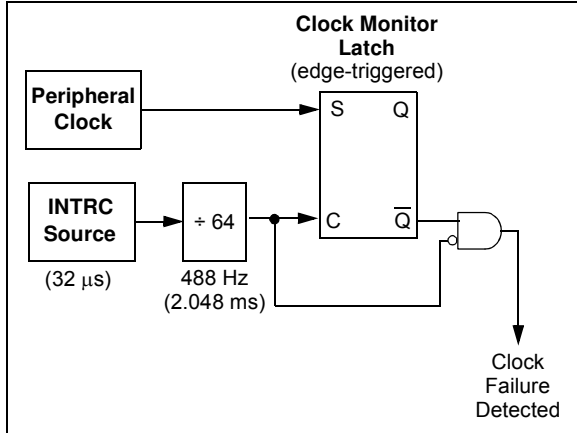 Clock Monitor
Latch
(edge-triggered)
Peripheral
Clock
S
Q
INTRC
Source
÷ 64
C
Q̅
(32 μs)
488 Hz
(2.048 ms)
Clock
Failure
Detected